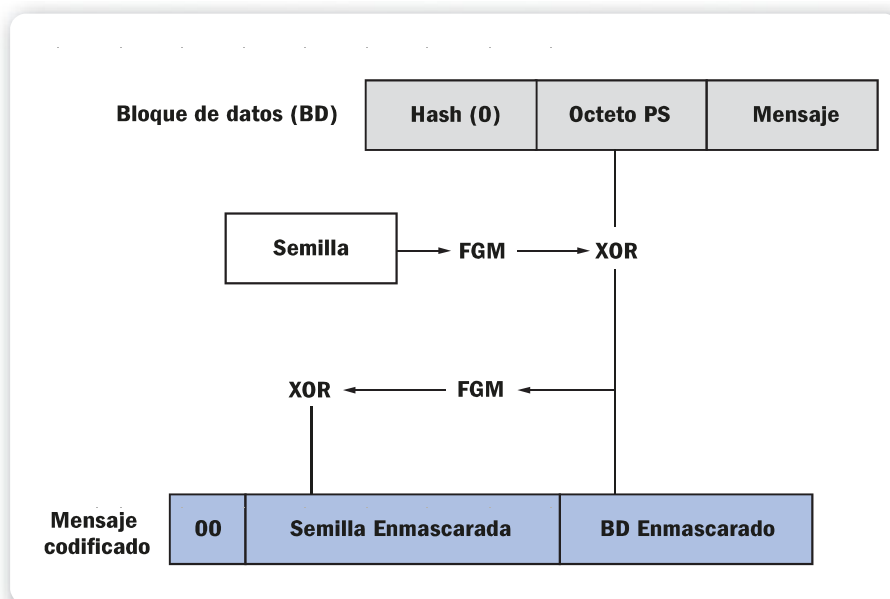 Bloque de datos (BD)
Hash (0)
Octeto PS
Mensaje
Semilla
FGM
XOR
XOR
FGM
Mensaje
codificado
00
Semilla Enmascarada
BD Enmascarado